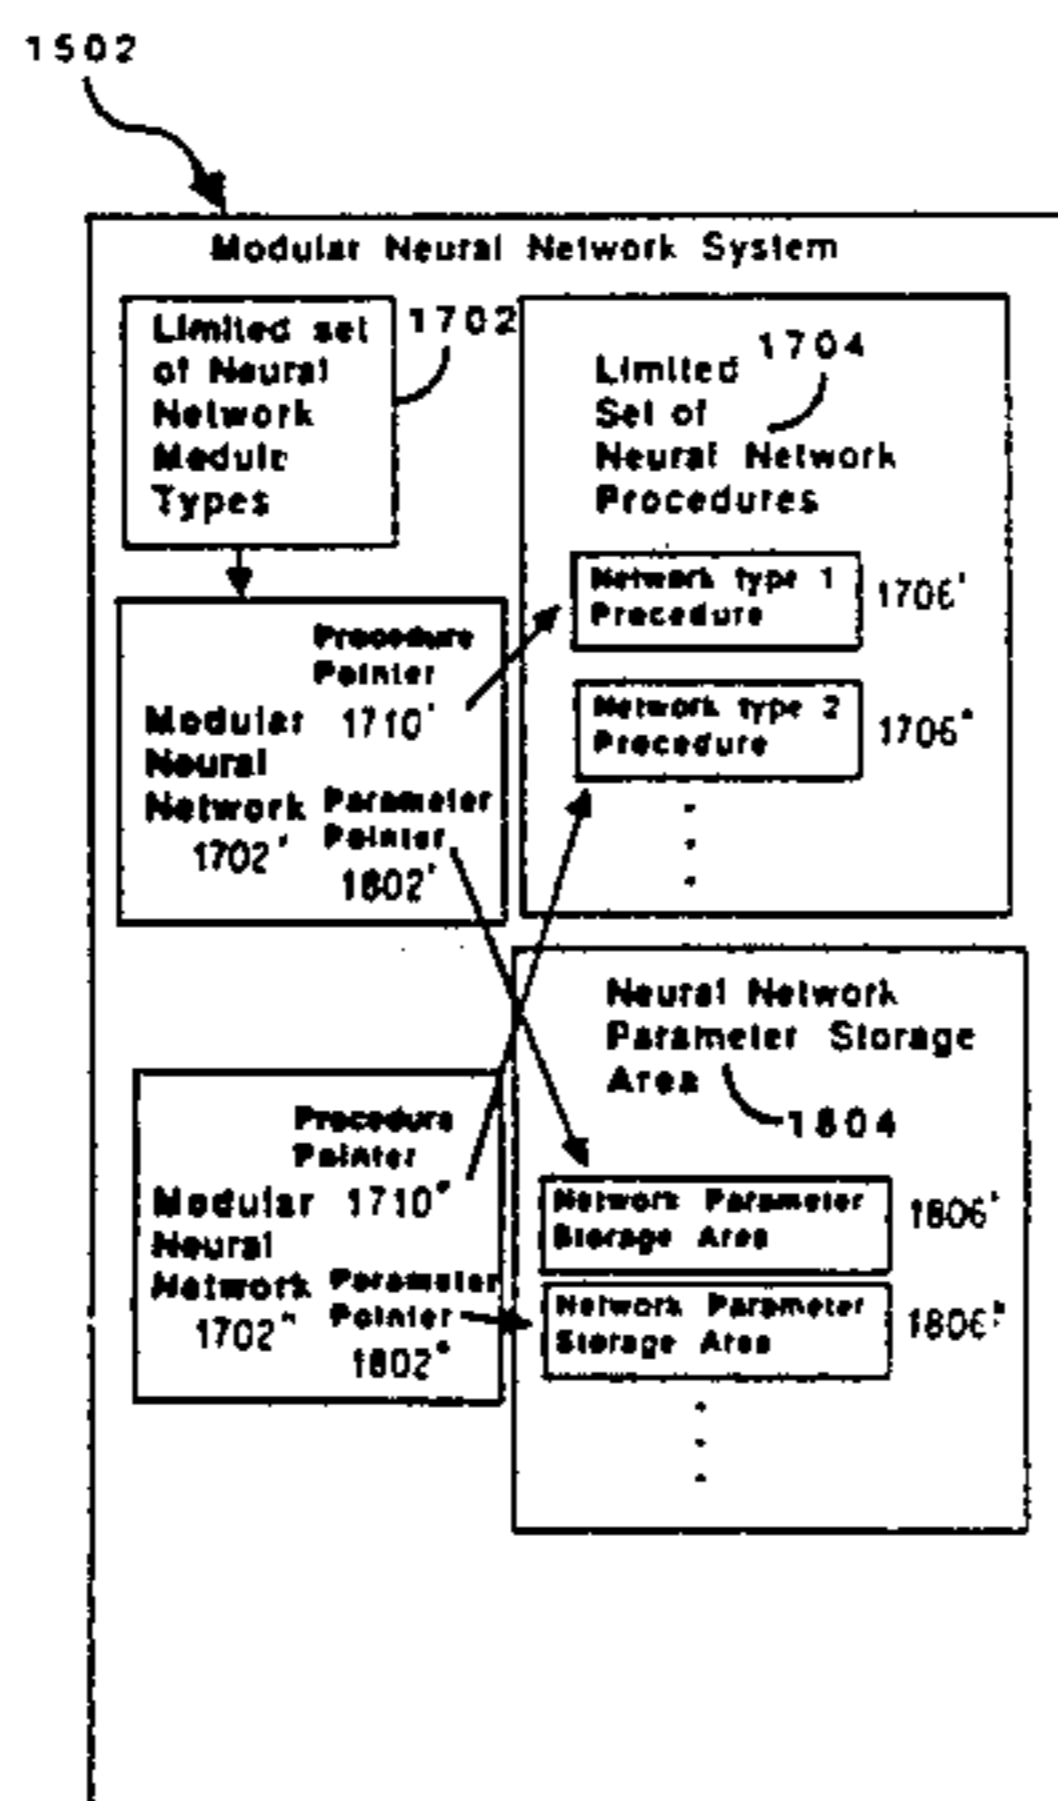 1502
Modular Neural Network System
Limited set
of Neural
Network
Module
Types
1702
1704
Limited
Set of
Neural Network
Procedures
Network type 1
Procedure
1706'
Network type 2
Procedure
1706"
Procedure
Pointer
1710'
Modular
Neural
Network
1702'
Parameter
Pointer
1802'
Neural Network
Parameter Storage
Area
1804
Procedure
Pointer
1710"
Modular
Neural
Network
1702"
Parameter
Pointer
1802"
Network Parameter
Storage Area
1806'
Network Parameter
Storage Area
1806"